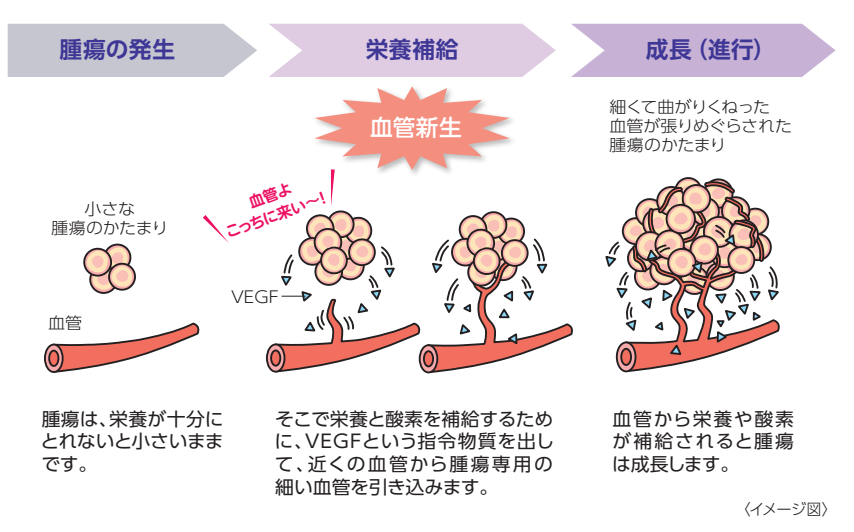 腫瘍の発生
栄養補給
成長（進行）
血管新生
細くて曲がりくねった
血管が張りめぐらされた
腫瘍のかたまり
血管よ
こっちに来い〜!
小さな
腫瘍のかたまり
VEGF
血管
腫瘍は、栄養が十分に
とれないと小さいまま
です。
そこで栄養と酸素を補給するため
に、VEGFという指令物質を出し
て、近くの血管から腫瘍専用の
細い血管を引き込みます。
血管から栄養や酸素
が補給されると腫瘍
は成長します。
〈イメージ図〉